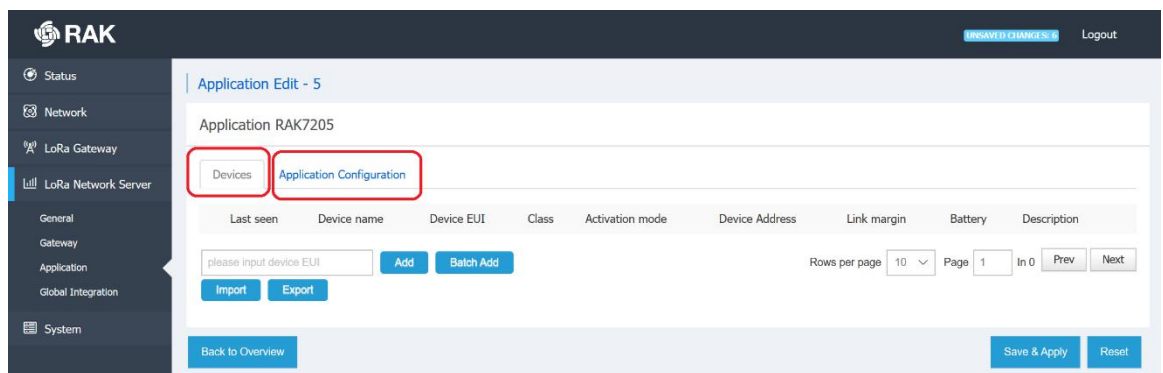 RAK
UNSAVED CHANGES: 6 Logout
Status
Network
LoRa Gateway
LoRa Network Server
General
Gateway
Application
Global Integration
System
Application Edit - 5
Application RAK7205
Devices Application Configuration
Last seen Device name Device EUI Class Activation mode Device Address Link margin Battery Description
please input device EUI Add Batch Add Rows per page 10 Page 1 In 0 Prev Next
Import Export
Back to Overview Save & Apply Reset